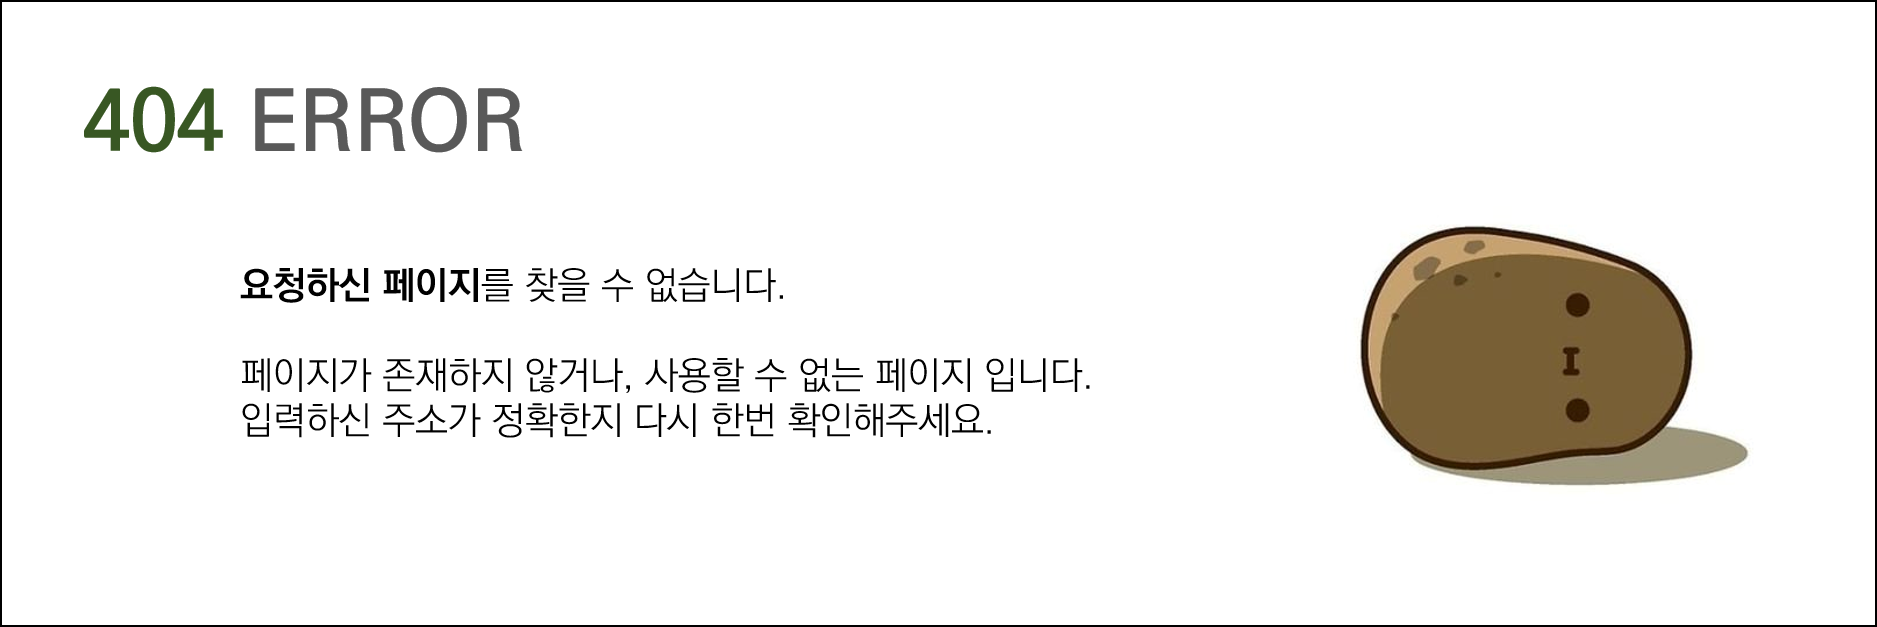 404 ERROR
요청하신 페이지를 찾을 수 없습니다.
페이지가 존재하지 않거나, 사용할 수 없는 페이지 입니다.
입력하신 주소가 정확한지 다시 한번 확인해주세요.